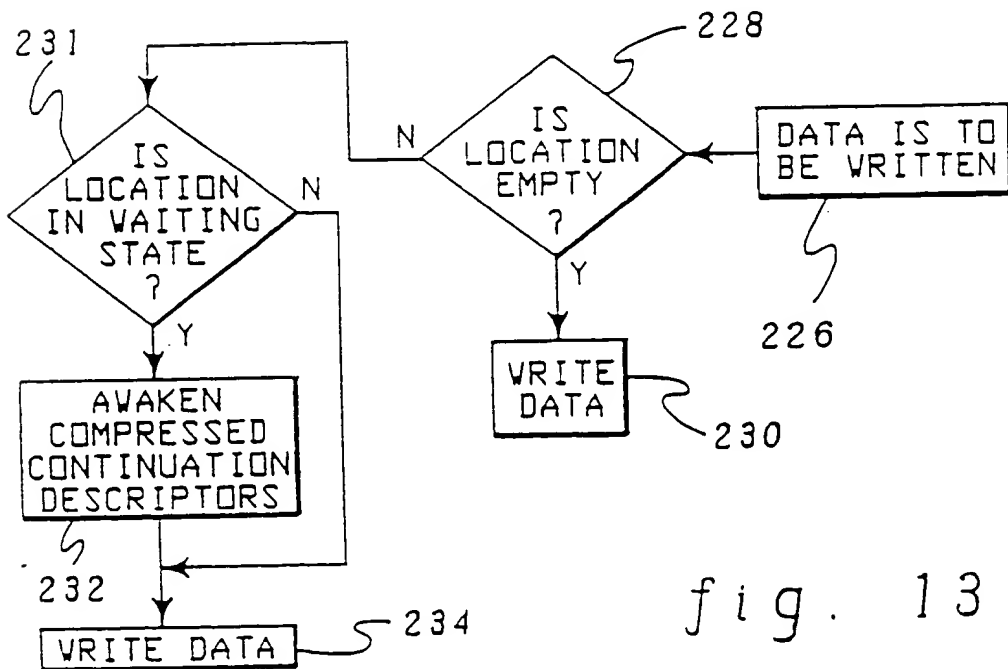 231
228
IS
LOCATION
IN WAITING
STATE
?
N
Y
N
IS
LOCATION
EMPTY
?
Y
DATA IS TO
BE WRITTEN
226
WRITE
DATA
230
AWAKEN
COMPRESSED
CONTINUATION
DESCRIPTORS
232
WRITE DATA
234
fig. 13